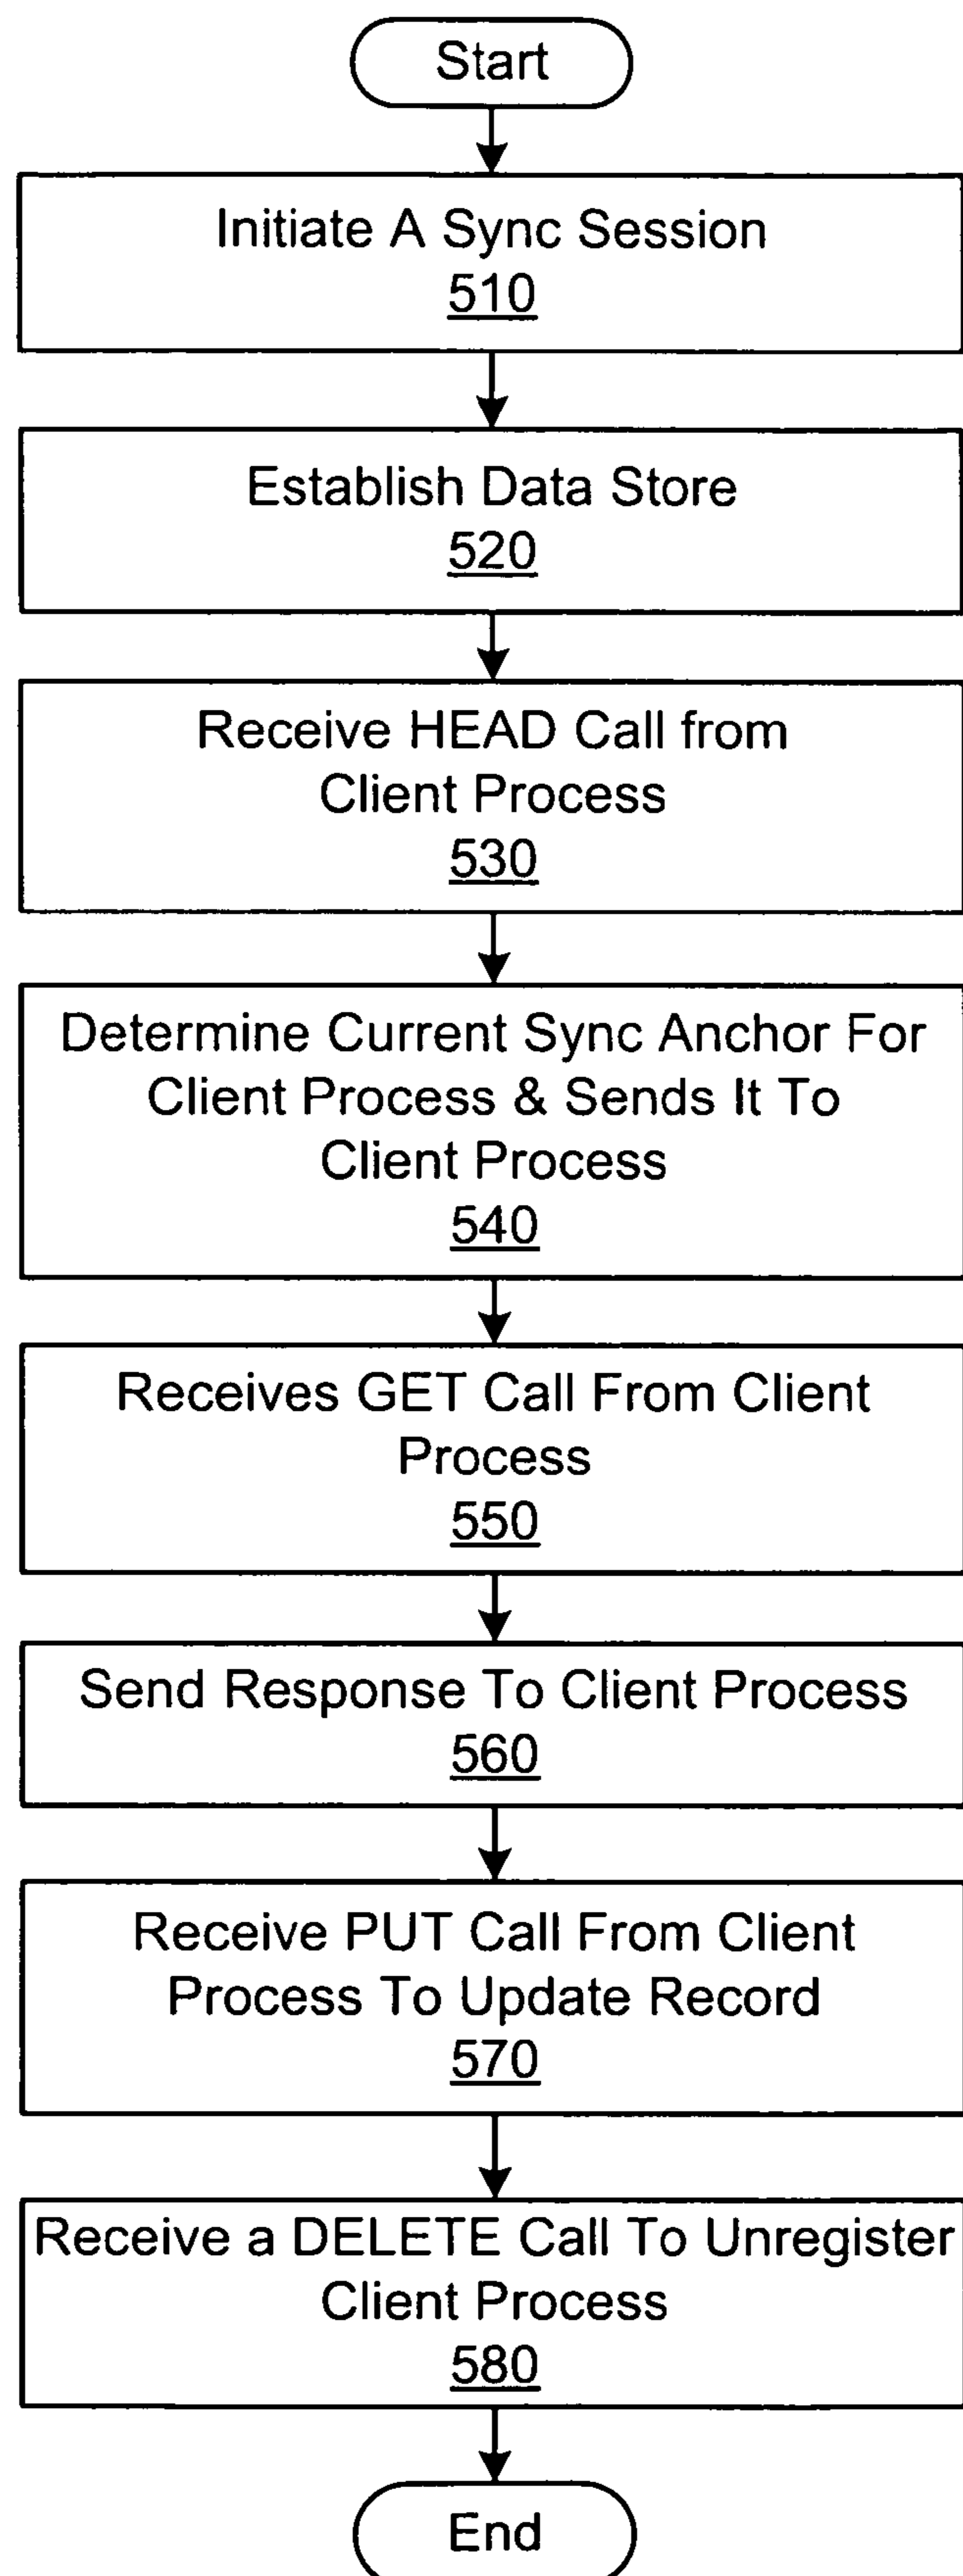 Start
Initiate A Sync Session
510
Establish Data Store
520
Receive HEAD Call from
Client Process
530
Determine Current Sync Anchor For
Client Process & Sends It To
Client Process
540
Receives GET Call From Client
Process
550
Send Response To Client Process
560
Receive PUT Call From Client
Process To Update Record
570
Receive a DELETE Call To Unregister
Client Process
580
End